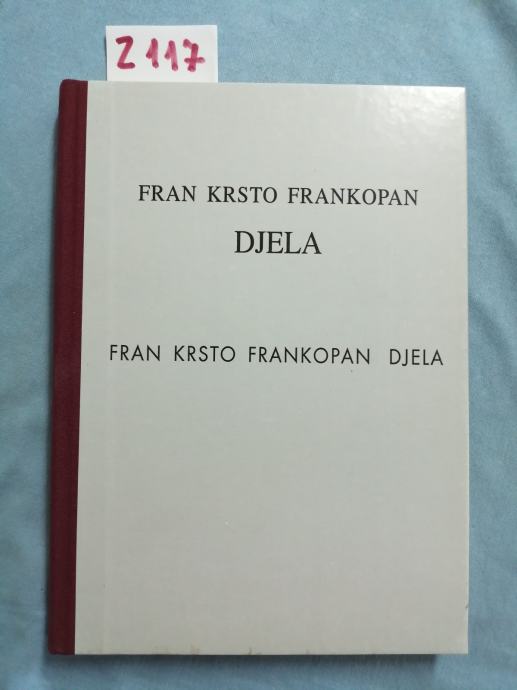 Z 117
FRAN KRSTO FRANKOPAN
DJELA
FRAN KRSTO FRANKOPAN DJELA